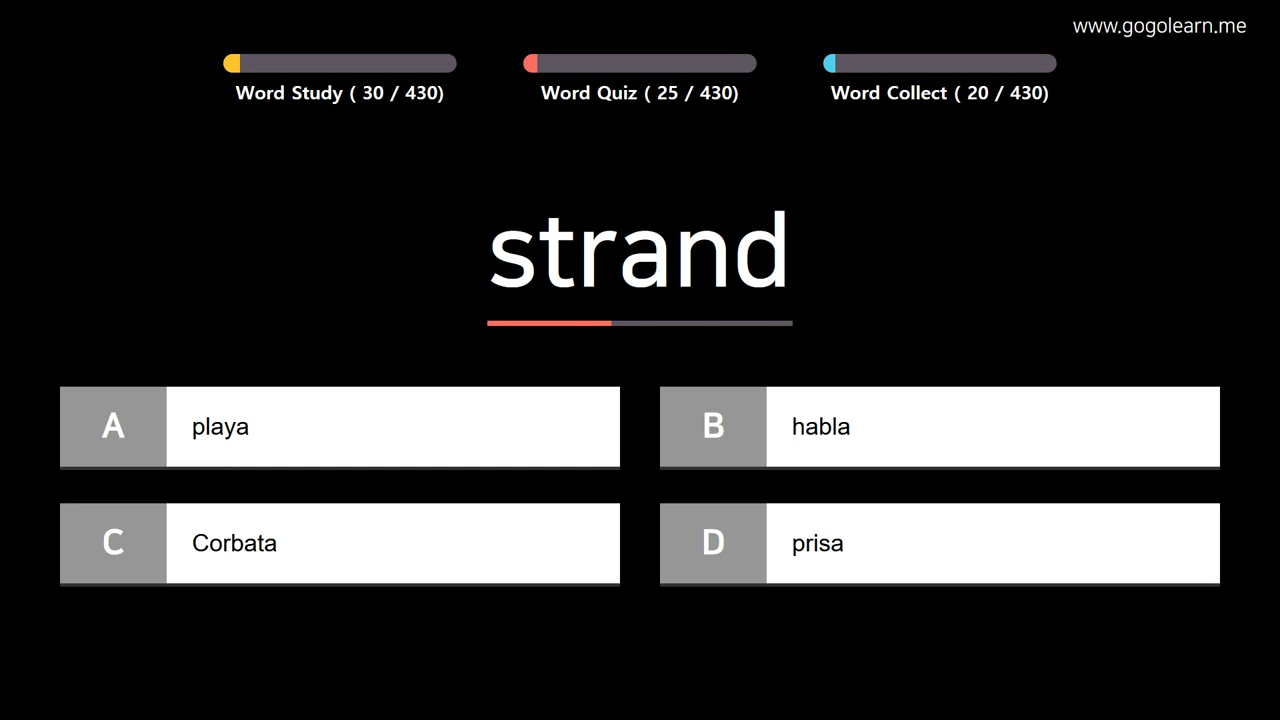 www.gogolearn.me
Word Study ( 30 / 430)
Word Quiz ( 25 / 430)
Word Collect ( 20 / 430)
strand
A playa
B habla
C Corbata
D prisa